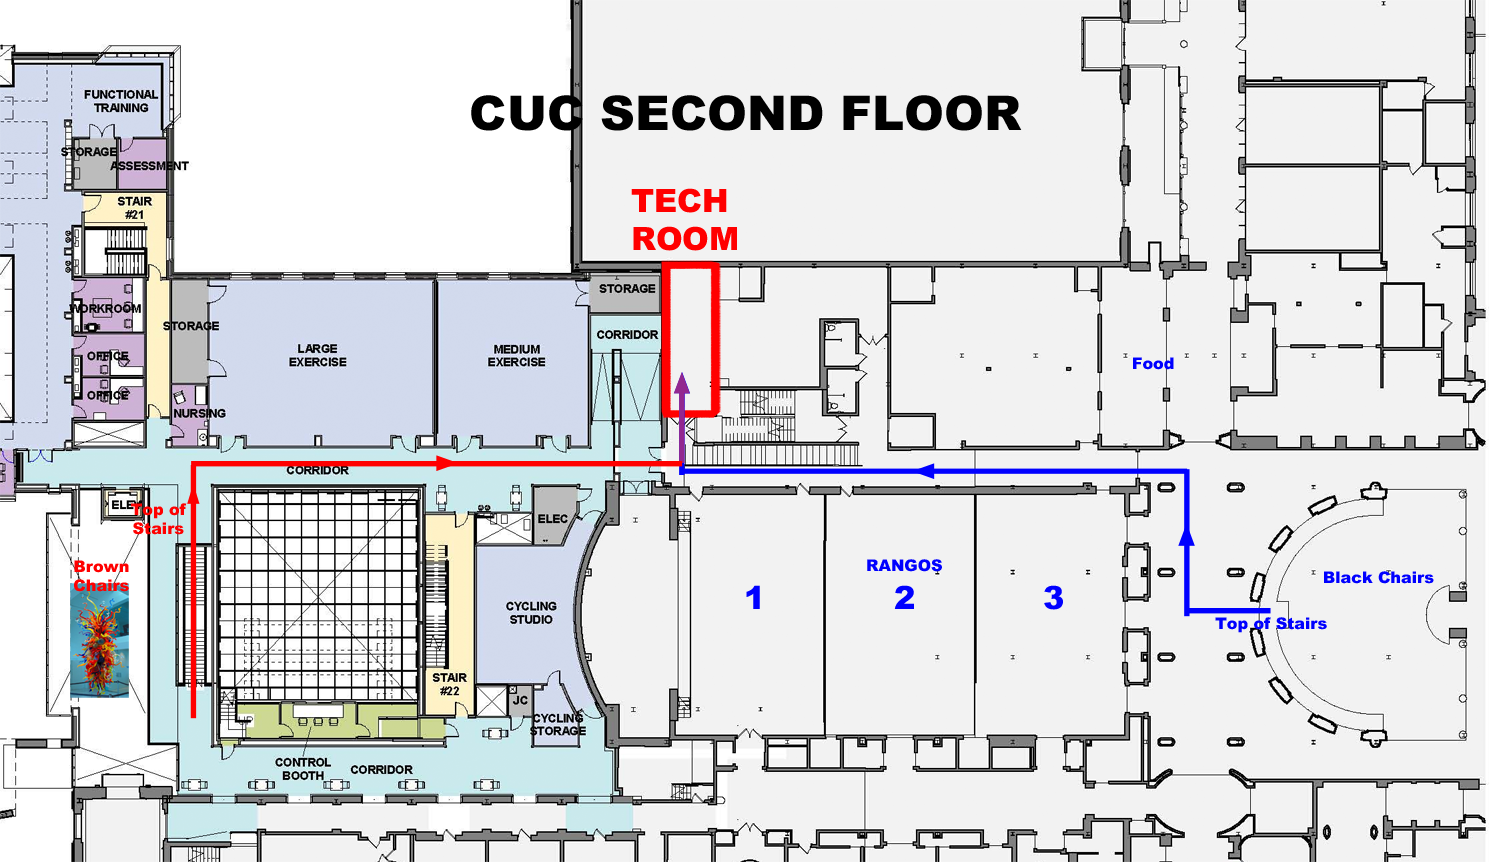 CUC SECOND FLOOR
FUNCTIONAL
TRAINING
STORAGE
ASSESSMENT
STAIR
#21
TECH
ROOM
WORKROOM
STORAGE
OFFICE
OFFICE
NURSING
LARGE
EXERCISE
MEDIUM
EXERCISE
STORAGE
CORRIDOR
Food
CORRIDOR
ELE
Top of
Stairs
Brown
Chairs
ELEC
CYCLING
STUDIO
STAIR
#22
JC
CYCLING
STORAGE
CONTROL
BOOTH
CORRIDOR
RANGOS
1
2
3
Black Chairs
Top of Stairs